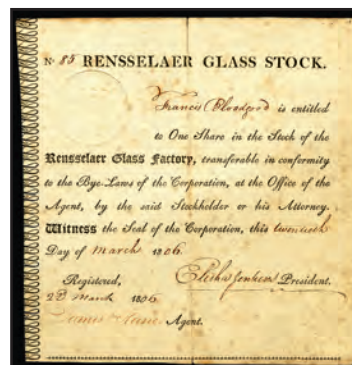 No 85 RENSSELAER GLASS STOCK.
Francis Bloodgood is entitled
to One Share in the Stock of the
Rensselaer Glass Factory, transferable in conformity
to the Bye-Laws of the Corporation, at the Office of the
Agent, by the said Stockholder or his Attorney.
Witness the Seal of the Corporation, this twentieth
Day of March 1806
Elisha Jenkins President.
Registered,
22 March 1806
James Agent.